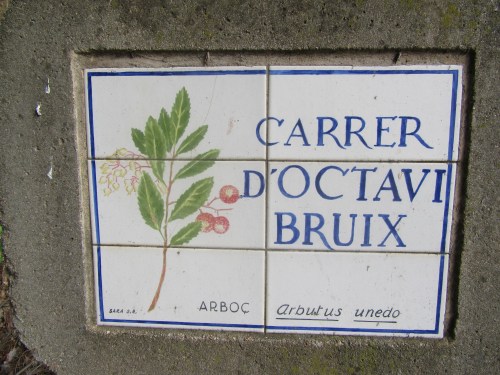 CARRER
D'OCTAVI
BRUIX
ARBOÇ
Arbutus unedo